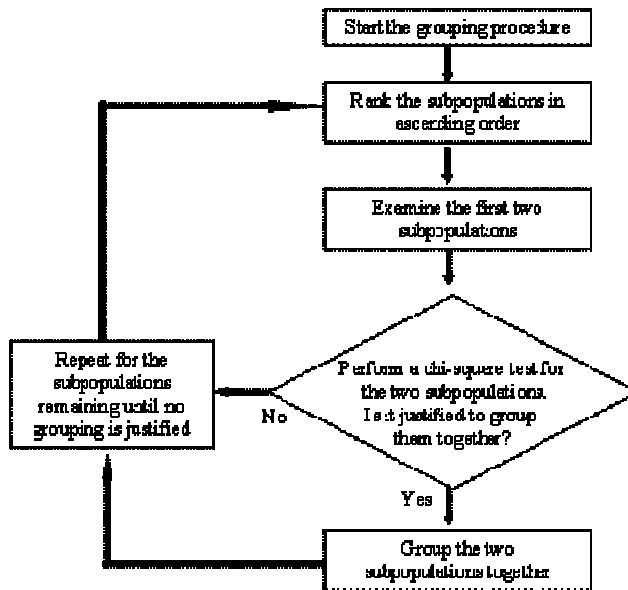 Start the grouping procedure
Rank the subpopulations in
ascending order
Examine the first two
subpopulations
Perform a chi-square test for
the two subpopulations.
Is it justified to group
them together?
No
Repeat for the
subpopulations
remaining until no
grouping is justified
Yes
Group the two
subpopulations together